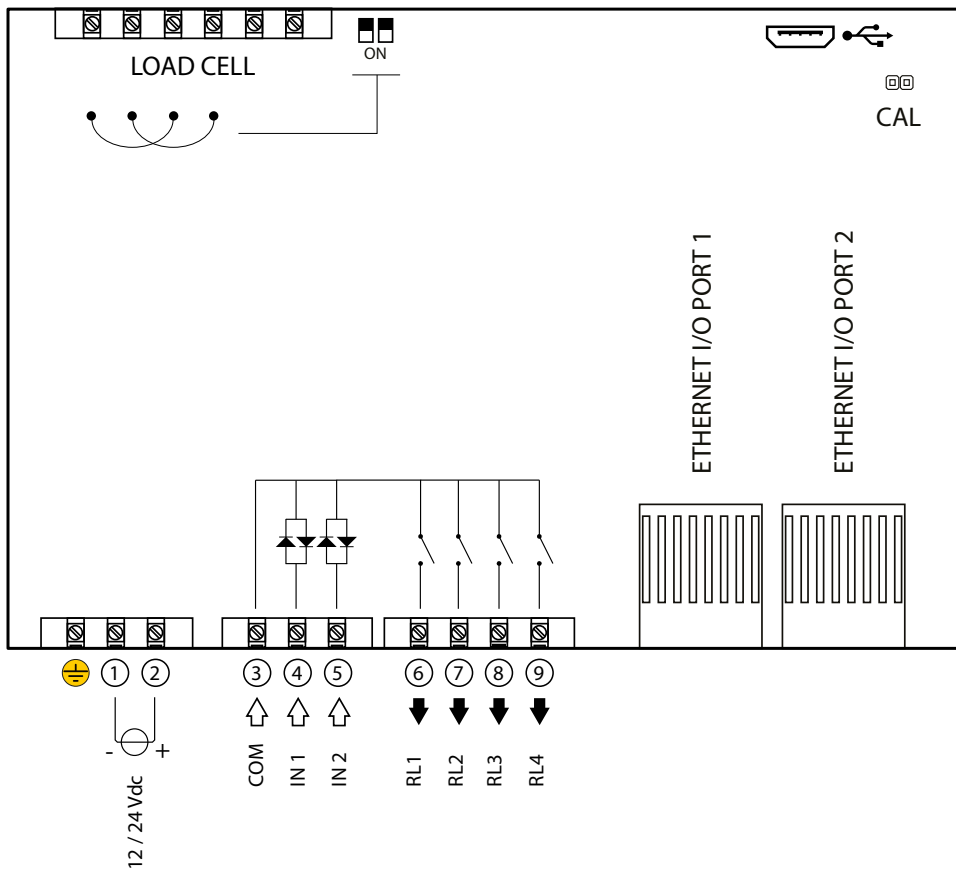 ON
LOAD CELL
CAL
ETHERNET I/O PORT 1
ETHERNET I/O PORT 2
1 2 3 4 5 6 7 8 9
- +
12 / 24 Vdc
COM
IN 1
IN 2
RL1
RL2
RL3
RL4